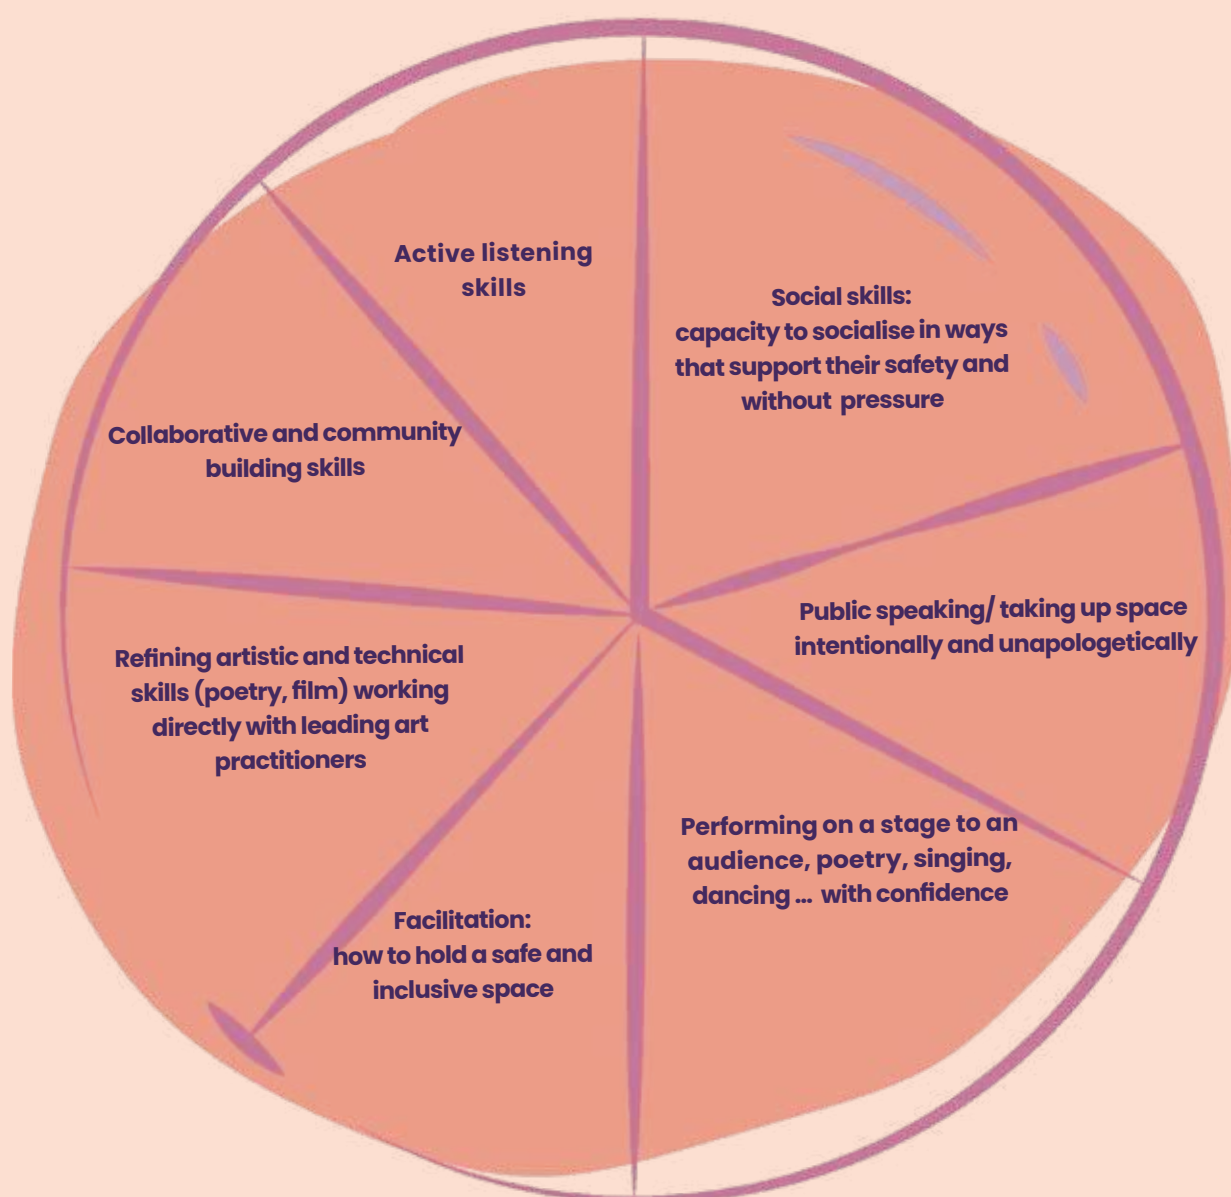 Active listening
skills
Social skills:
capacity to socialise in ways
that support their safety and
without pressure
Collaborative and community
building skills
Public speaking/ taking up space
intentionally and unapologetically
Refining artistic and technical
skills (poetry, film) working
directly with leading art
practitioners
Performing on a stage to an
audience, poetry, singing,
dancing ... with confidence
Facilitation:
how to hold a safe and
inclusive space